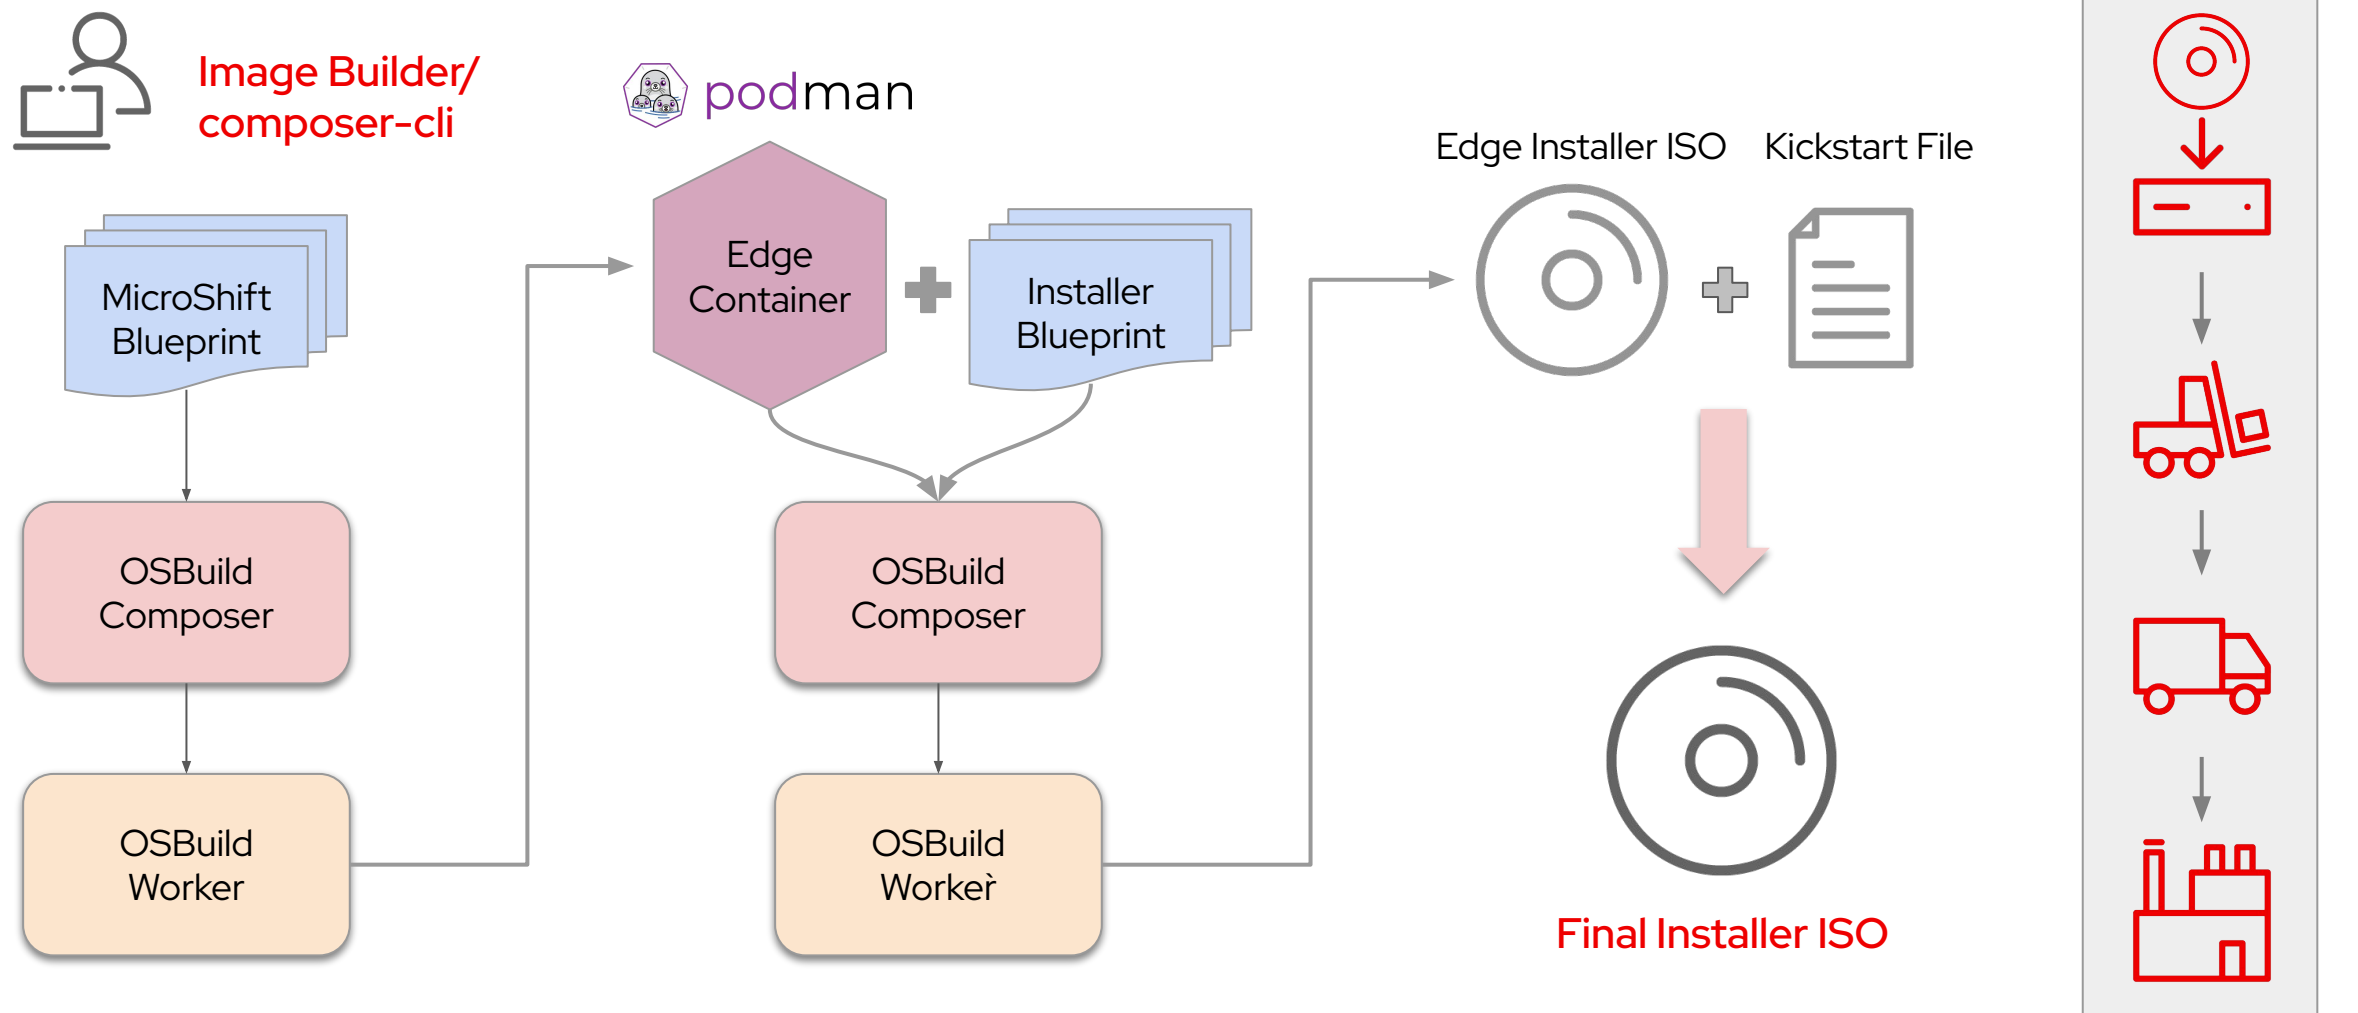 Image Builder/
composer-cli
podman
Edge Installer ISO
Kickstart File
MicroShift
Blueprint
Edge
Container
Installer
Blueprint
OSBuild
Composer
OSBuild
Composer
OSBuild
Worker
OSBuild
Worker̀
Final Installer ISO